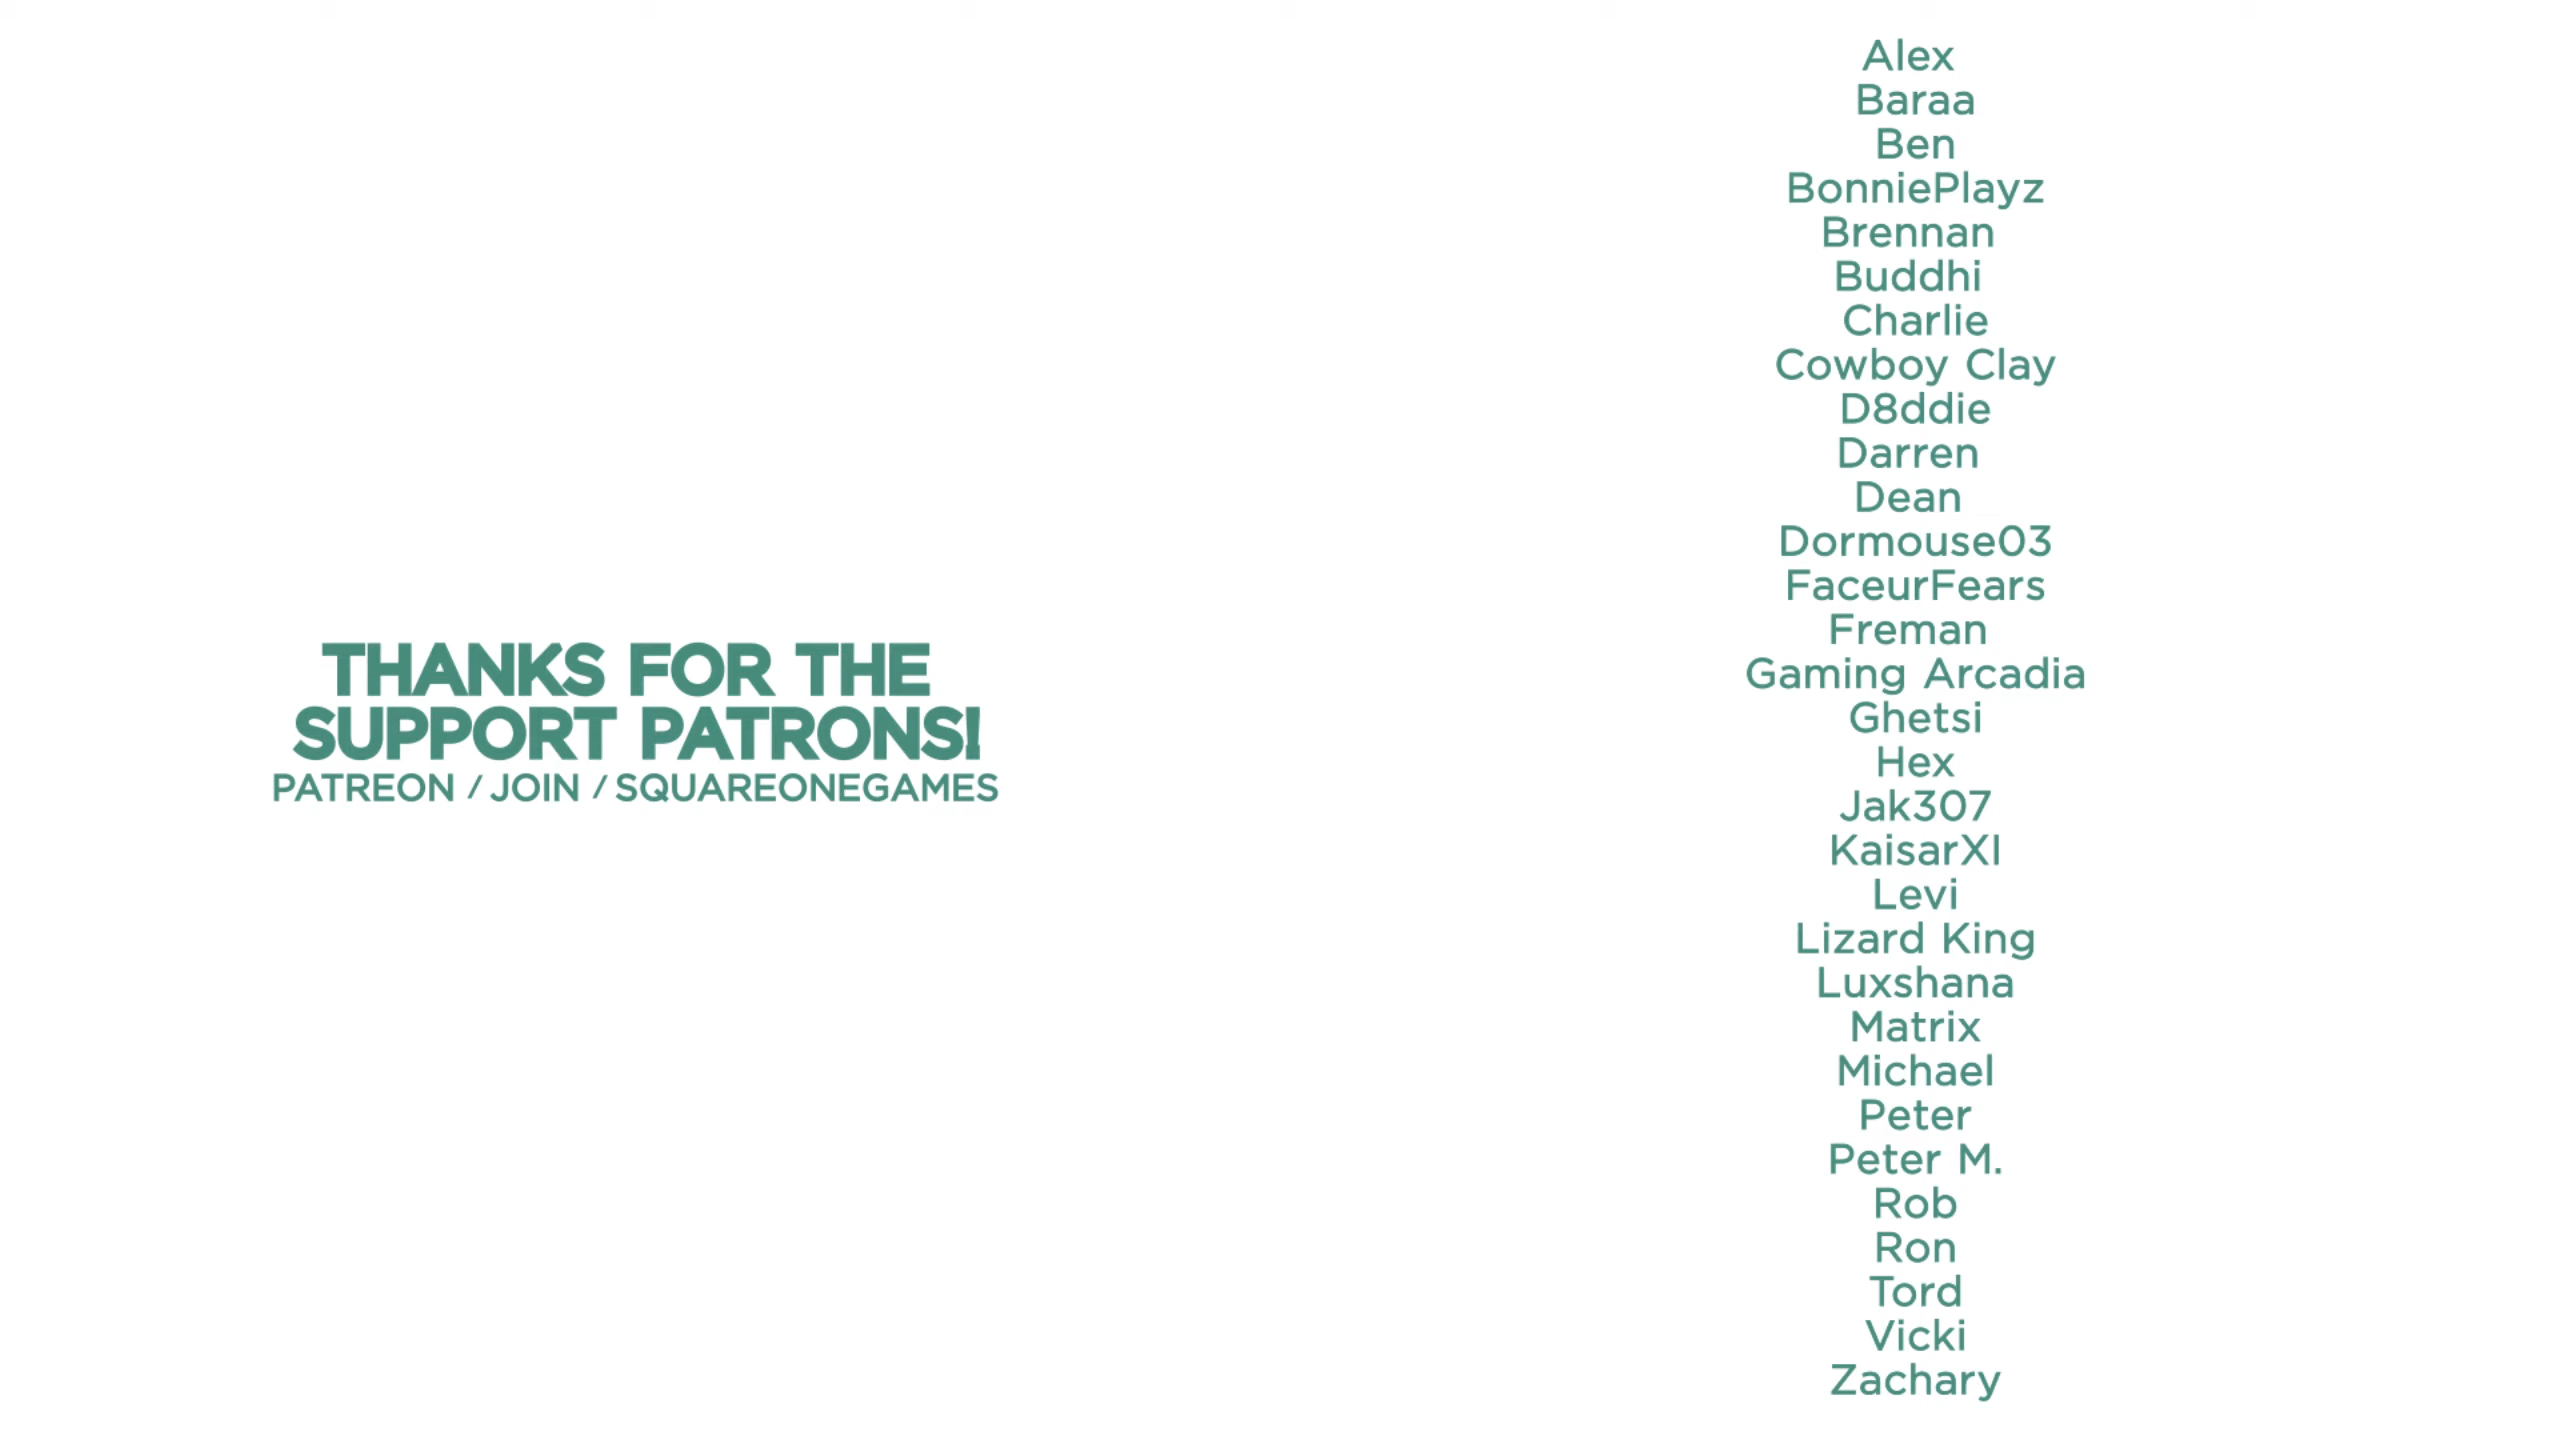 THANKS FOR THE
SUPPORT PATRONS!
PATREON / JOIN / SQUAREONEGAMES
Alex
Baraa
Ben
BonniePlayz
Brennan
Buddhi
Charlie
Cowboy Clay
D8ddie
Darren
Dean
Dormouse03
FaceurFears
Freman
Gaming Arcadia
Ghetsi
Hex
Jak307
KaisarXI
Levi
Lizard King
Luxshana
Matrix
Michael
Peter
Peter M.
Rob
Ron
Tord
Vicki
Zachary